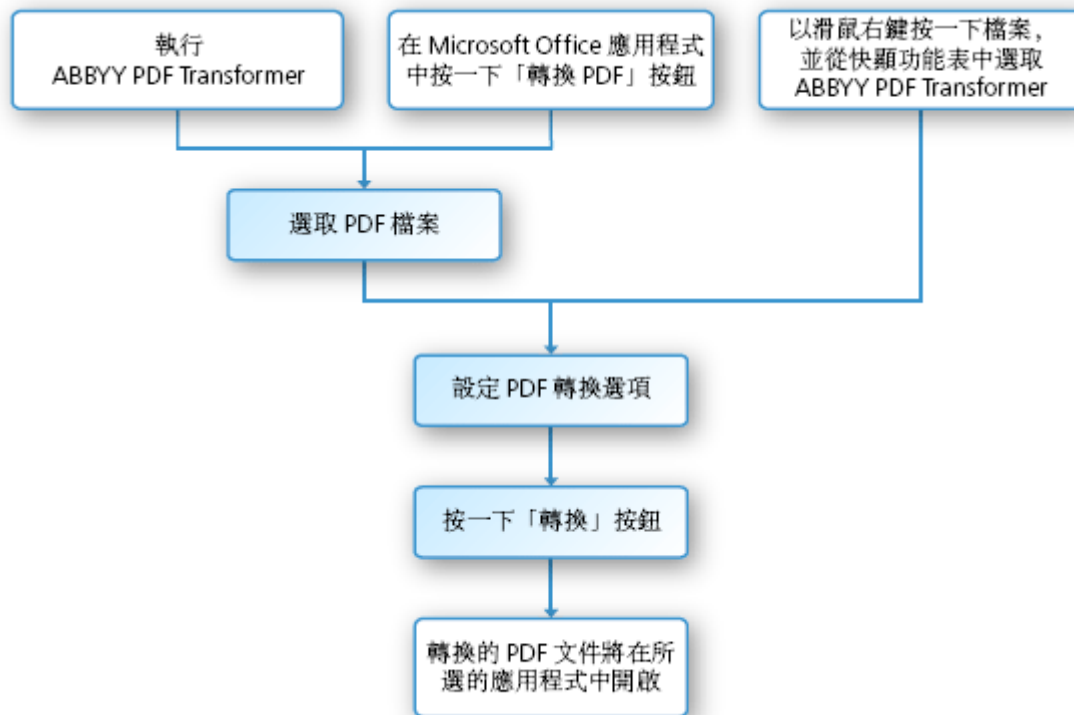 執行
ABBYY PDF Transformer
在 Microsoft Office 應用程式
中按一下「轉換 PDF」按鈕
以滑鼠右鍵按一下檔案，
並從快顯功能表中選取
ABBYY PDF Transformer
選取 PDF 檔案
設定 PDF 轉換選項
按一下「轉換」按鈕
轉換的 PDF 文件將在所
選的應用程式中開啟